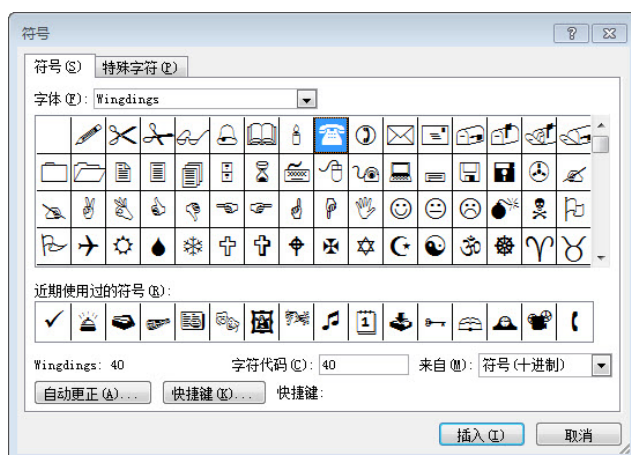 符号
符号(S) 特殊字符(P)
字体(F): Wingdings
近期使用过的符号(R):
Wingdings: 40 字符代码(C): 40 来自(M): 符号(十进制)
自动更正(A)... 快捷键(K)... 快捷键:
插入(I) 取消